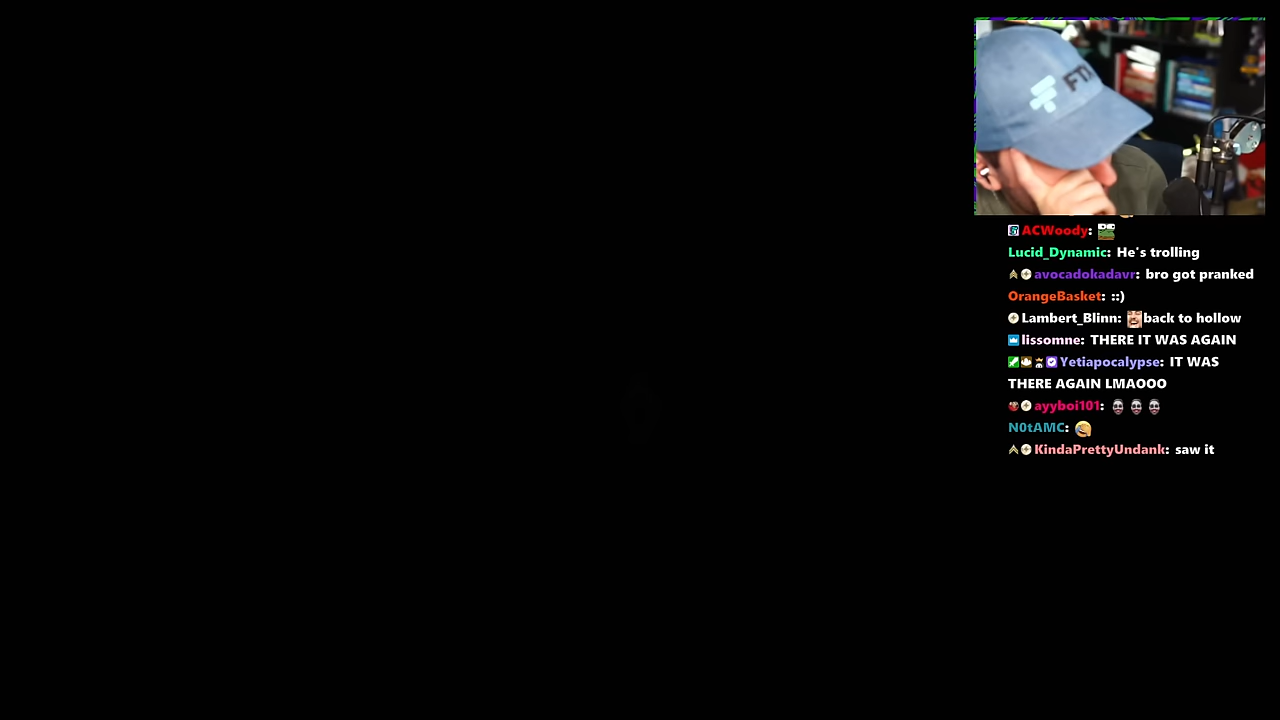 FTX
ACWoody:
Lucid_Dynamic: He's trolling
avocadokadavr: bro got pranked
OrangeBasket: ::)
Lambert_Blinn: back to hollow
lissomne: THERE IT WAS AGAIN
Yetiapocalypse: IT WAS
THERE AGAIN LMAOOO
ayyboi101:
N0tAMC:
KindaPrettyUndank: saw it